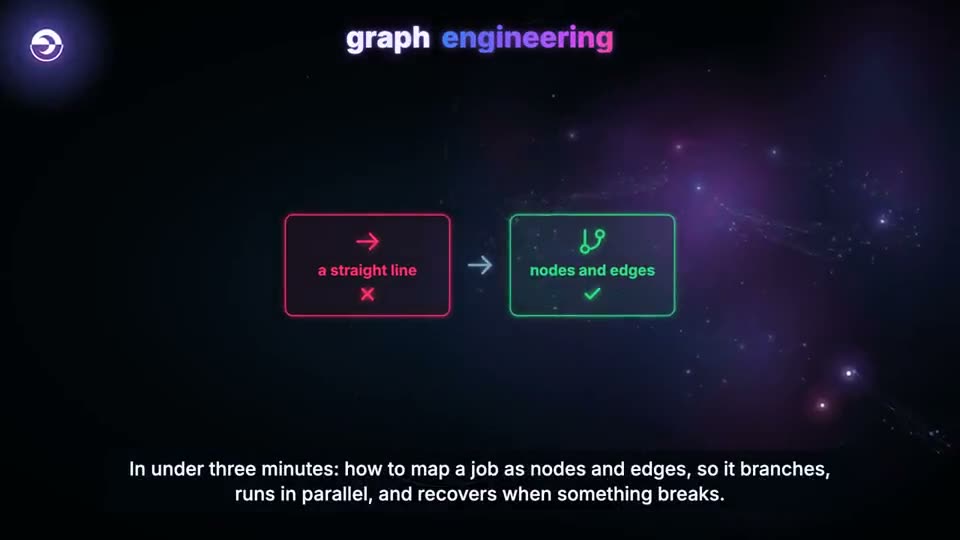 graph engineering
a straight line
nodes and edges
In under three minutes: how to map a job as nodes and edges, so it branches,
runs in parallel, and recovers when something breaks.